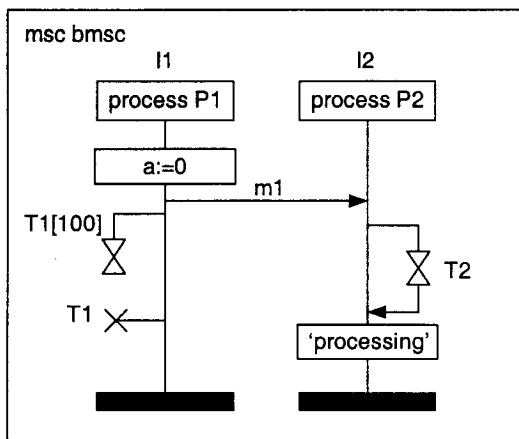 msc bmsc
I1 I2
process P1 process P2
a:=0
m1
T1[100]
T2
T1
'processing'